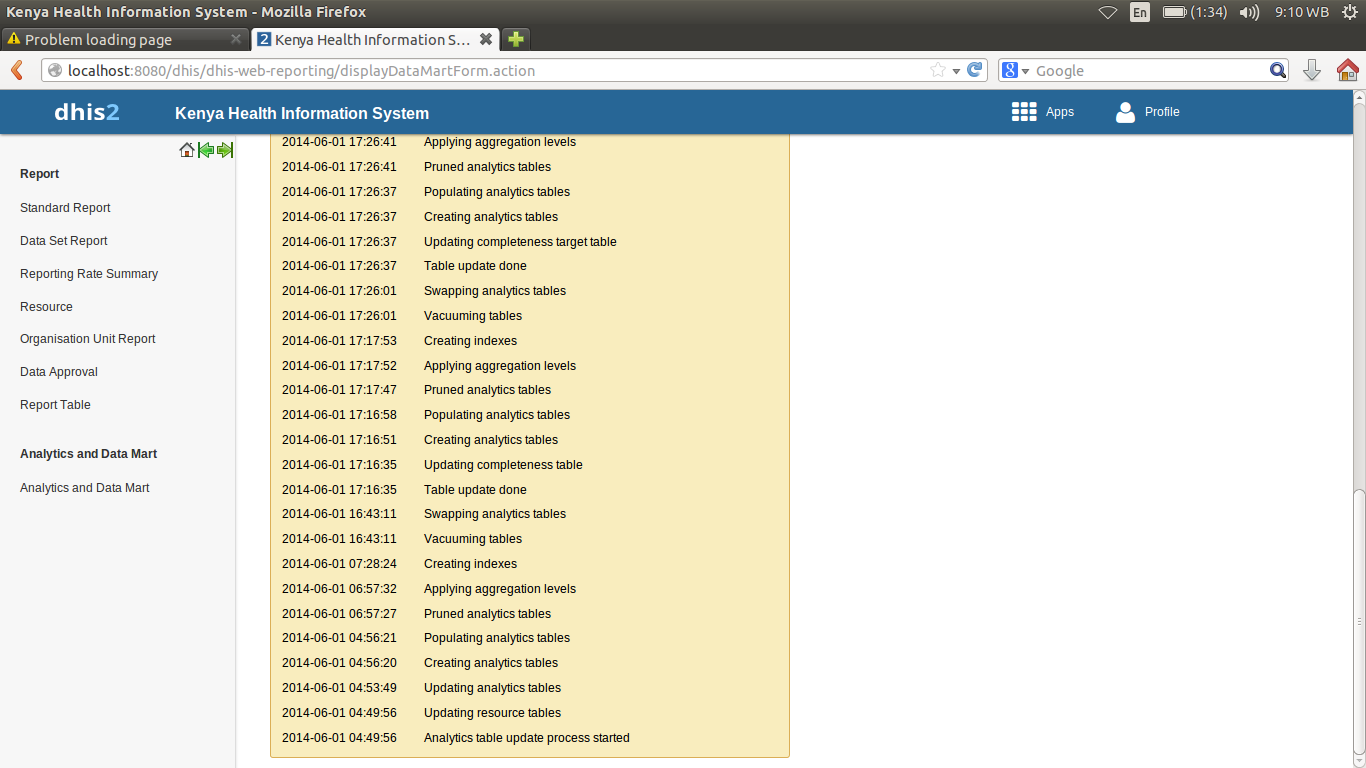 Kenya Health Information System - Mozilla Firefox
En (1:34) 9:10 WB
Problem loading page
2 Kenya Health Information S...
localhost:8080/dhis/dhis-web-reporting/displayDataMartForm.action
Google
dhis2 Kenya Health Information System Apps Profile
Report
Standard Report
Data Set Report
Reporting Rate Summary
Resource
Organisation Unit Report
Data Approval
Report Table
Analytics and Data Mart
Analytics and Data Mart
2014-06-01 17:26:41 Applying aggregation levels
2014-06-01 17:26:41 Pruned analytics tables
2014-06-01 17:26:37 Populating analytics tables
2014-06-01 17:26:37 Creating analytics tables
2014-06-01 17:26:37 Updating completeness target table
2014-06-01 17:26:37 Table update done
2014-06-01 17:26:01 Swapping analytics tables
2014-06-01 17:26:01 Vacuuming tables
2014-06-01 17:17:53 Creating indexes
2014-06-01 17:17:52 Applying aggregation levels
2014-06-01 17:17:47 Pruned analytics tables
2014-06-01 17:16:58 Populating analytics tables
2014-06-01 17:16:51 Creating analytics tables
2014-06-01 17:16:35 Updating completeness table
2014-06-01 17:16:35 Table update done
2014-06-01 16:43:11 Swapping analytics tables
2014-06-01 16:43:11 Vacuuming tables
2014-06-01 07:28:24 Creating indexes
2014-06-01 06:57:32 Applying aggregation levels
2014-06-01 06:57:27 Pruned analytics tables
2014-06-01 04:56:21 Populating analytics tables
2014-06-01 04:56:20 Creating analytics tables
2014-06-01 04:53:49 Updating analytics tables
2014-06-01 04:49:56 Updating resource tables
2014-06-01 04:49:56 Analytics table update process started